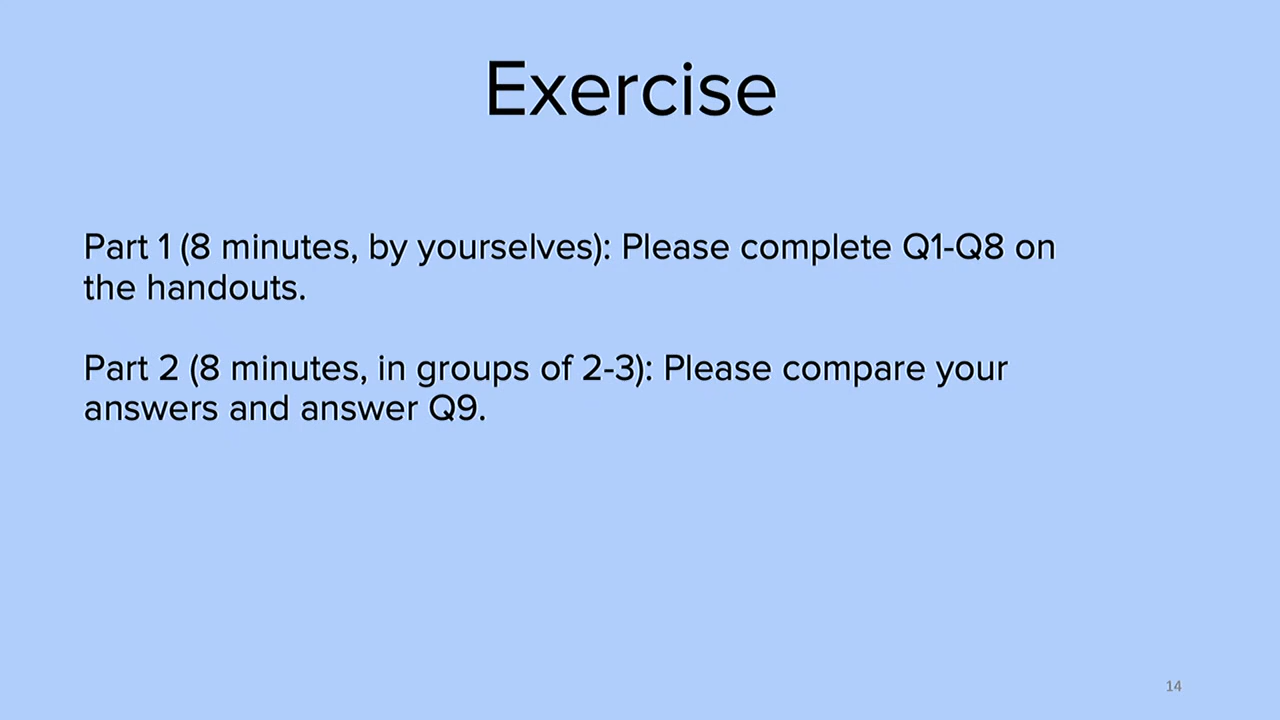 Exercise
Part 1 (8 minutes, by yourselves): Please complete Q1-Q8 on
the handouts.
Part 2 (8 minutes, in groups of 2-3): Please compare your
answers and answer Q9.
14